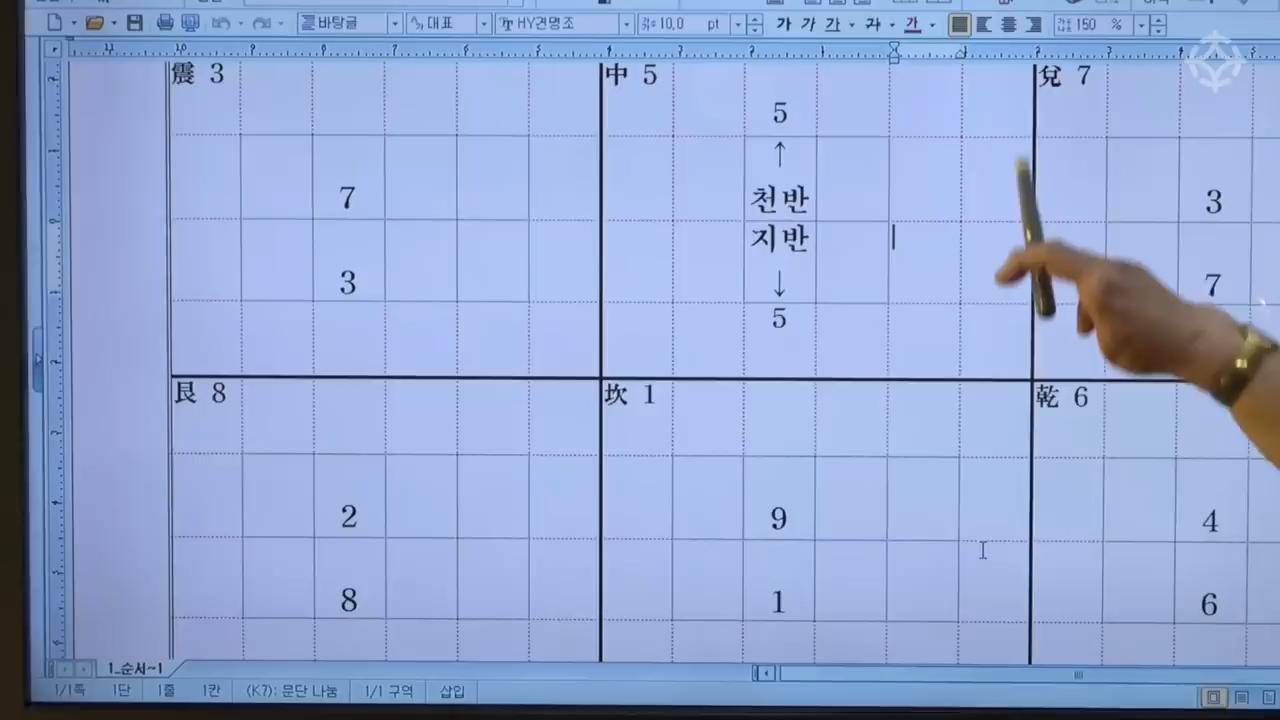 바탕글 대표 HY견명조 10,0 pt 가 가 가 가 가 150 %
震 3
中 5
兌 7
5
↑
7
천반
3
지반
3
↓
7
5
艮 8
坎 1
乾 6
2
9
4
8
1
6
1_순서~1
1/1쪽 1단 1줄 1칸 (K7): 문단 나눔 1/1 구역 삽입